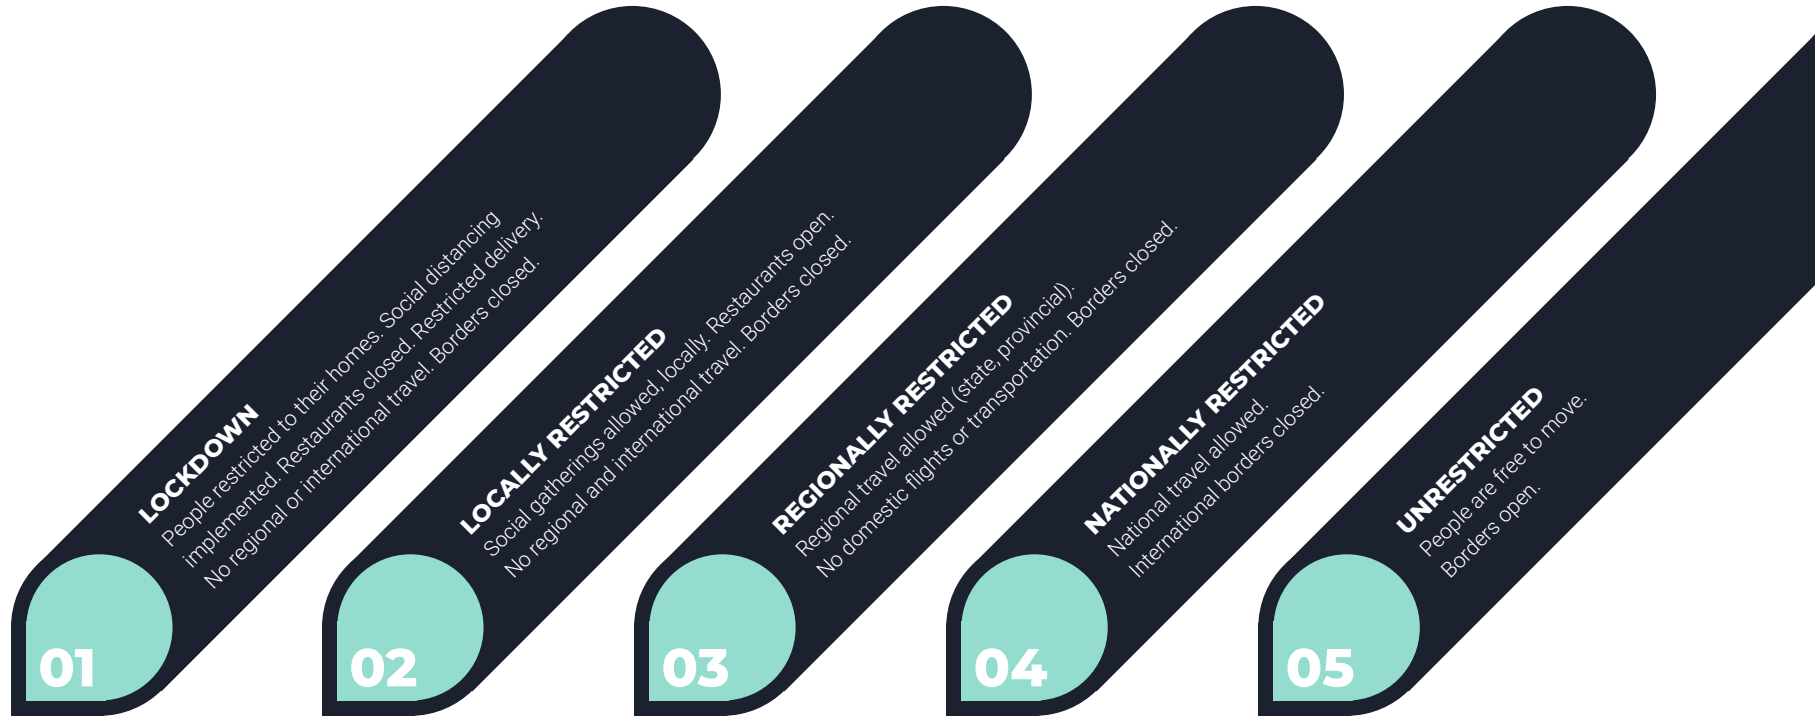 LOCKDOWN
People restricted to their homes. Social distancing
implemented. Restaurants closed. Restricted delivery.
No regional or international travel. Borders closed.
01
LOCALLY RESTRICTED
Social gatherings allowed, locally. Restaurants open.
No regional and international travel. Borders closed.
02
REGIONALLY RESTRICTED
Regional travel allowed (state, provincial).
No domestic flights or transportation. Borders closed.
03
NATIONALLY RESTRICTED
National travel allowed.
International borders closed.
04
UNRESTRICTED
People are free to move.
Borders open.
05